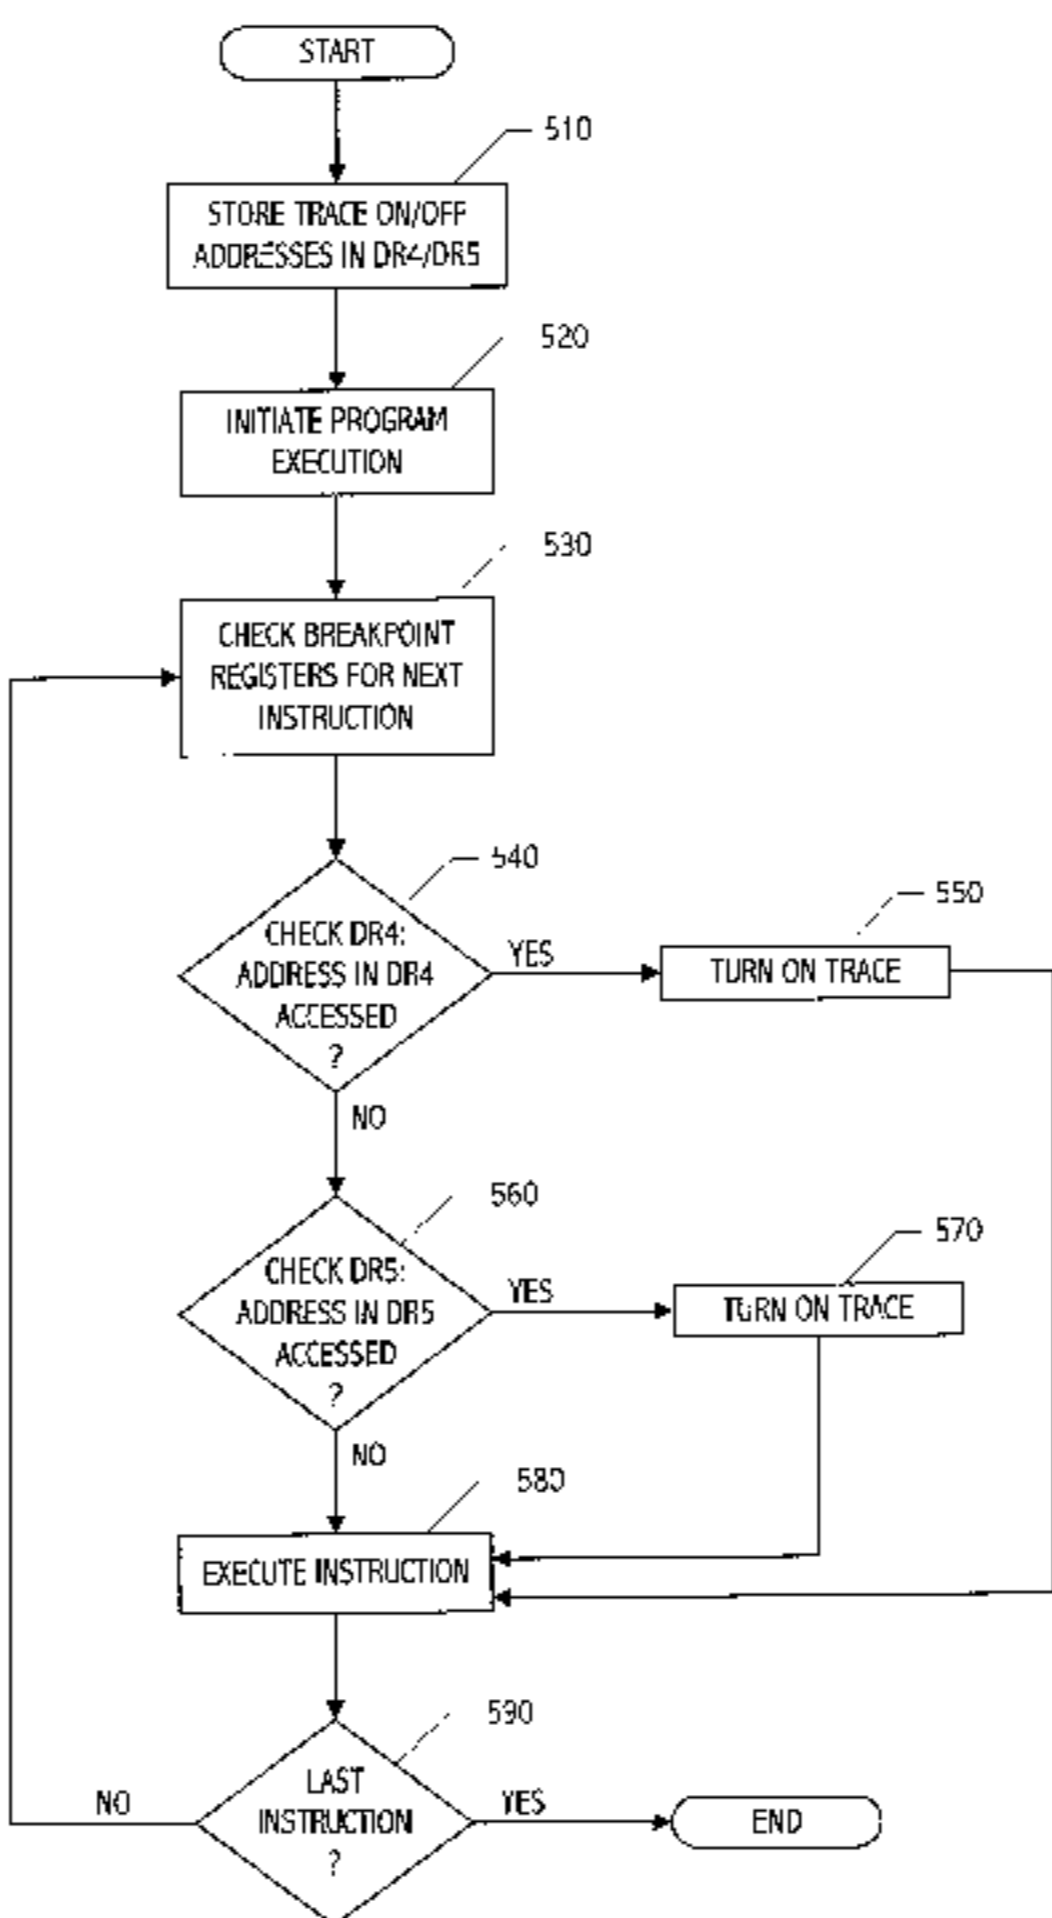 START
510
STORE TRACE ON/OFF
ADDRESSES IN DR4/DR5
520
INITIATE PROGRAM
EXECUTION
530
CHECK BREAKPOINT
REGISTERS FOR NEXT
INSTRUCTION
540
CHECK DR4:
ADDRESS IN DR4
ACCESSED
?
YES
550
TURN ON TRACE
NO
560
CHECK DR5:
ADDRESS IN DR5
ACCESSED
?
YES
570
TURN ON TRACE
NO
580
EXECUTE INSTRUCTION
590
LAST
INSTRUCTION
?
NO
YES
END